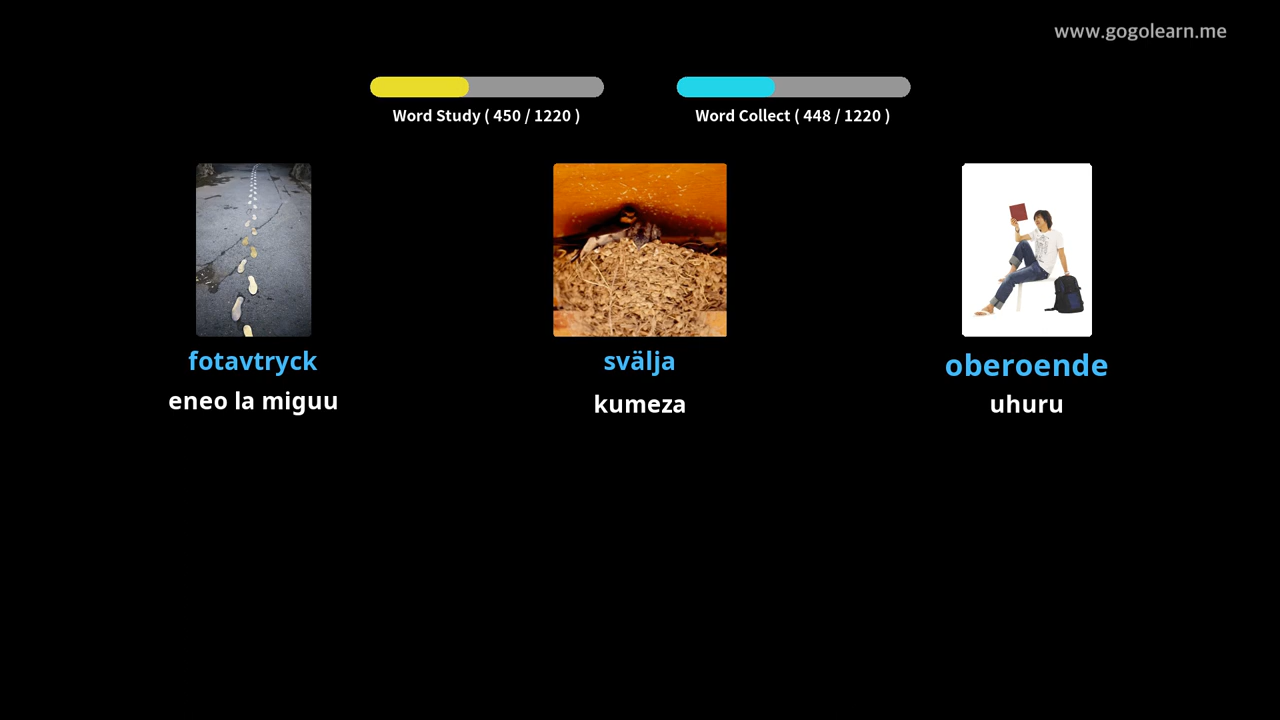 www.gogolearn.me
Word Study ( 450 / 1220 )
Word Collect ( 448 / 1220 )
fotavtryck
svälja
oberoende
eneo la miguu
kumeza
uhuru